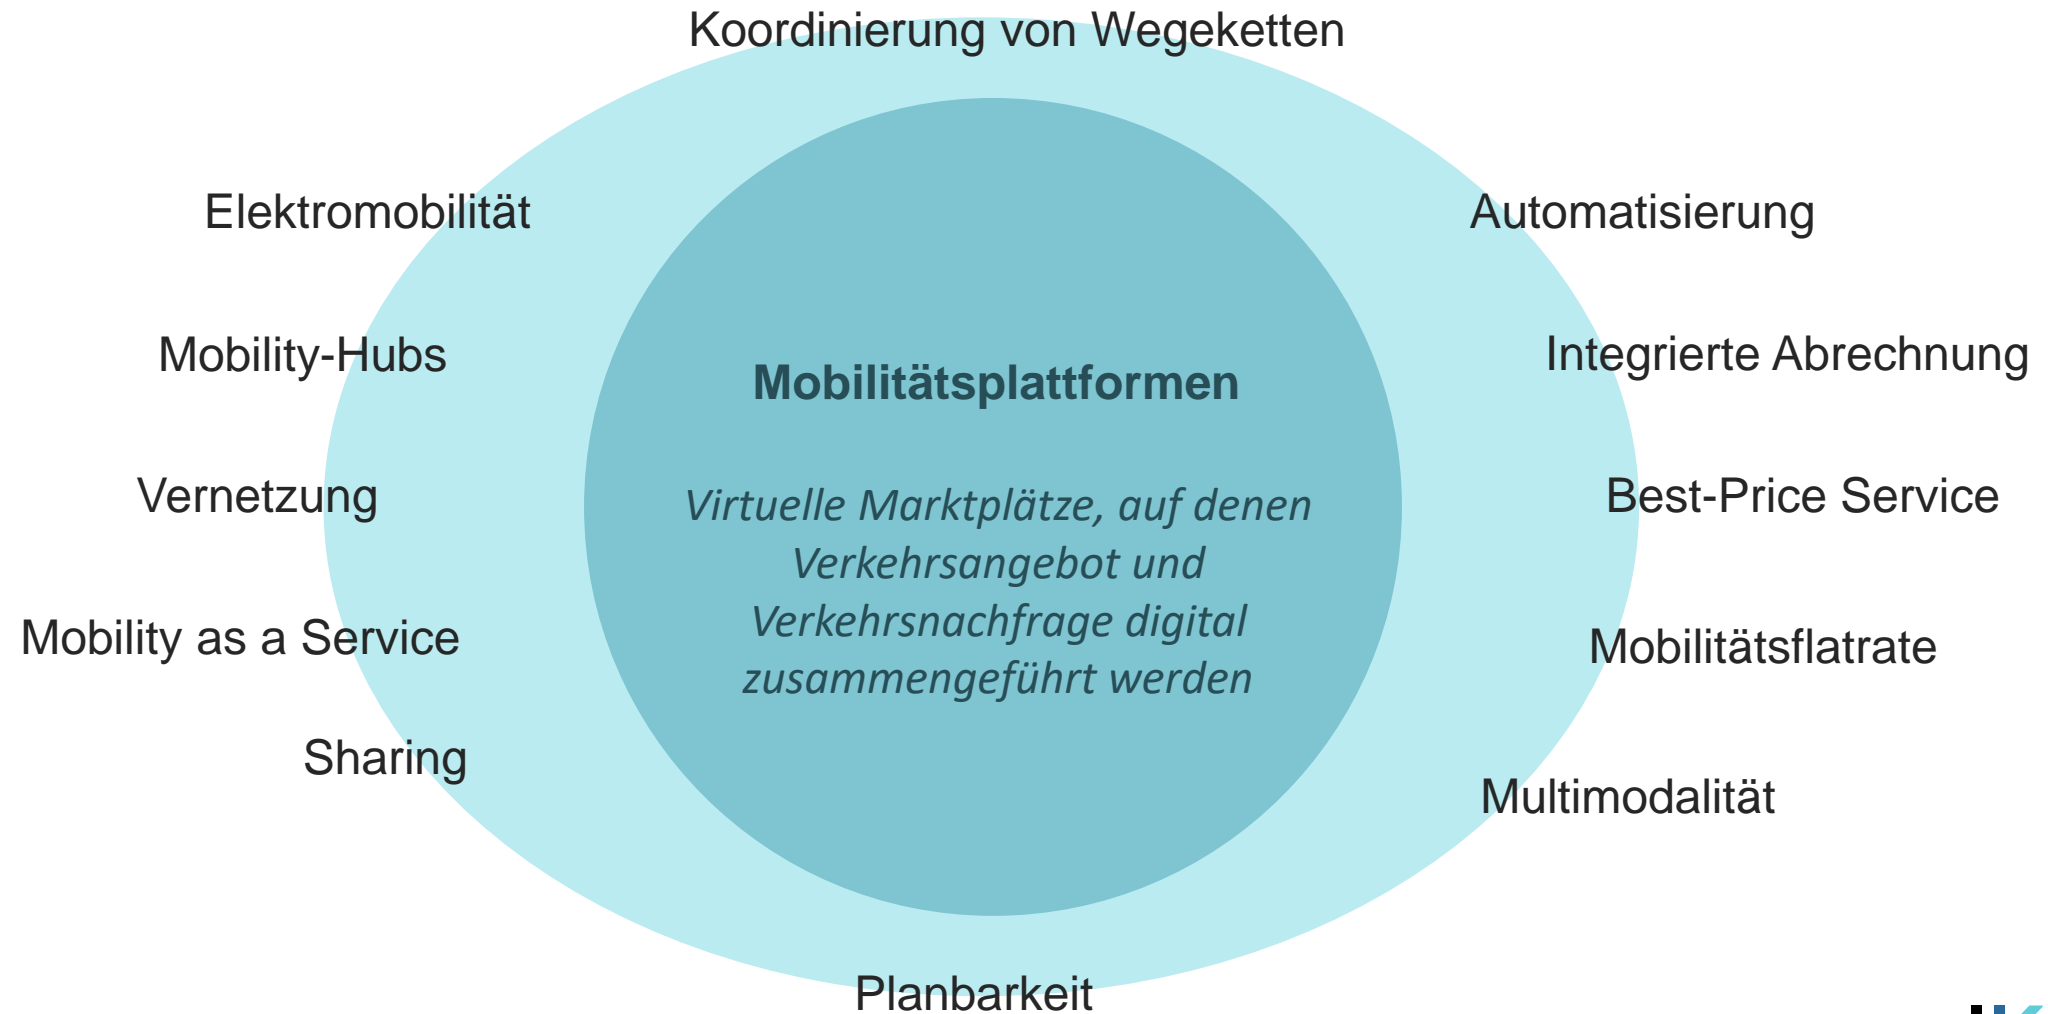 Koordinierung von Wegeketten
Elektromobilität
Automatisierung
Mobility-Hubs
Integrierte Abrechnung
Mobilitätsplattformen
Vernetzung
Best-Price Service
Virtuelle Marktplätze, auf denen
Verkehrsangebot und
Verkehrsnachfrage digital
zusammengeführt werden
Mobility as a Service
Mobilitätsflatrate
Sharing
Multimodalität
Planbarkeit